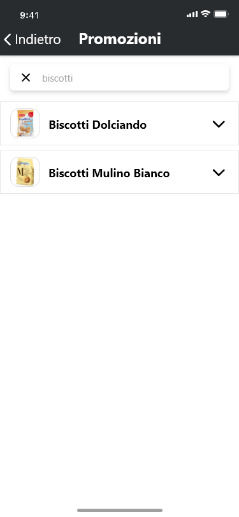 9:41
Indietro Promozioni
biscotti
Biscotti Dolciando
Biscotti Mulino Bianco